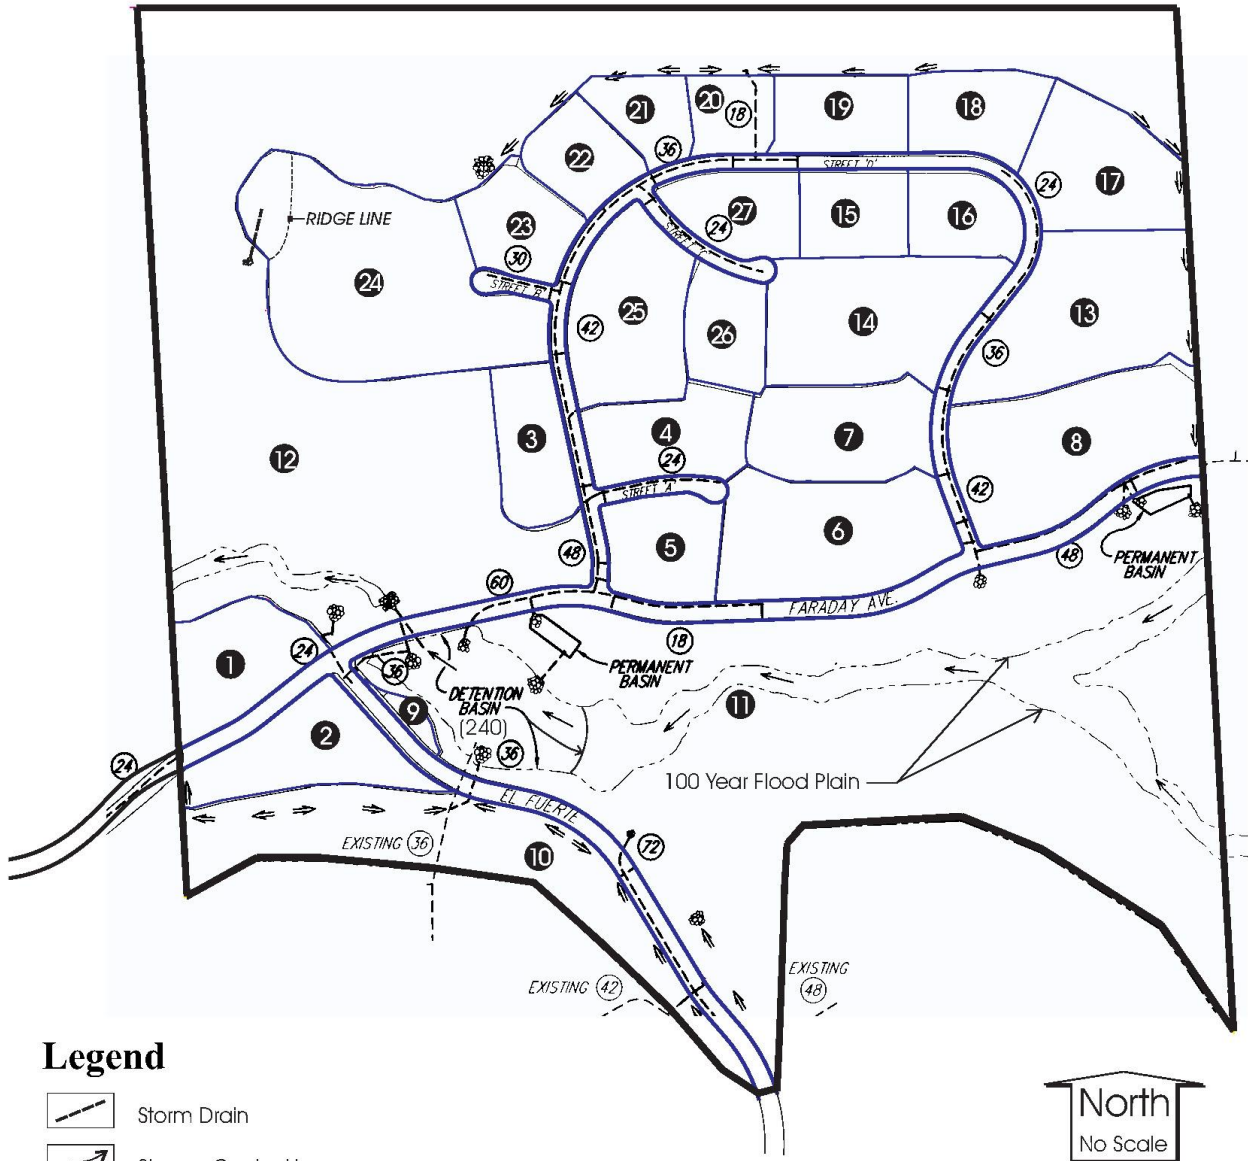 21
20
19
18
18
22
36
17
24
RIDGE LINE
STREET 'D'
23
27
15
16
24
30
24
STREET 'B'
25
42
26
14
13
36
12
3
4
24
7
8
STREET 'A'
42
5
6
48
48
60
PERMANENT
BASIN
FARADAY AVE.
18
1
24
36
PERMANENT
BASIN
DETENTION
BASIN
(240)
11
9
2
36
24
100 Year Flood Plain
EL FUERTE
EXISTING 36
10
72
EXISTING 42
EXISTING
48
Legend
Storm Drain
North
No Scale